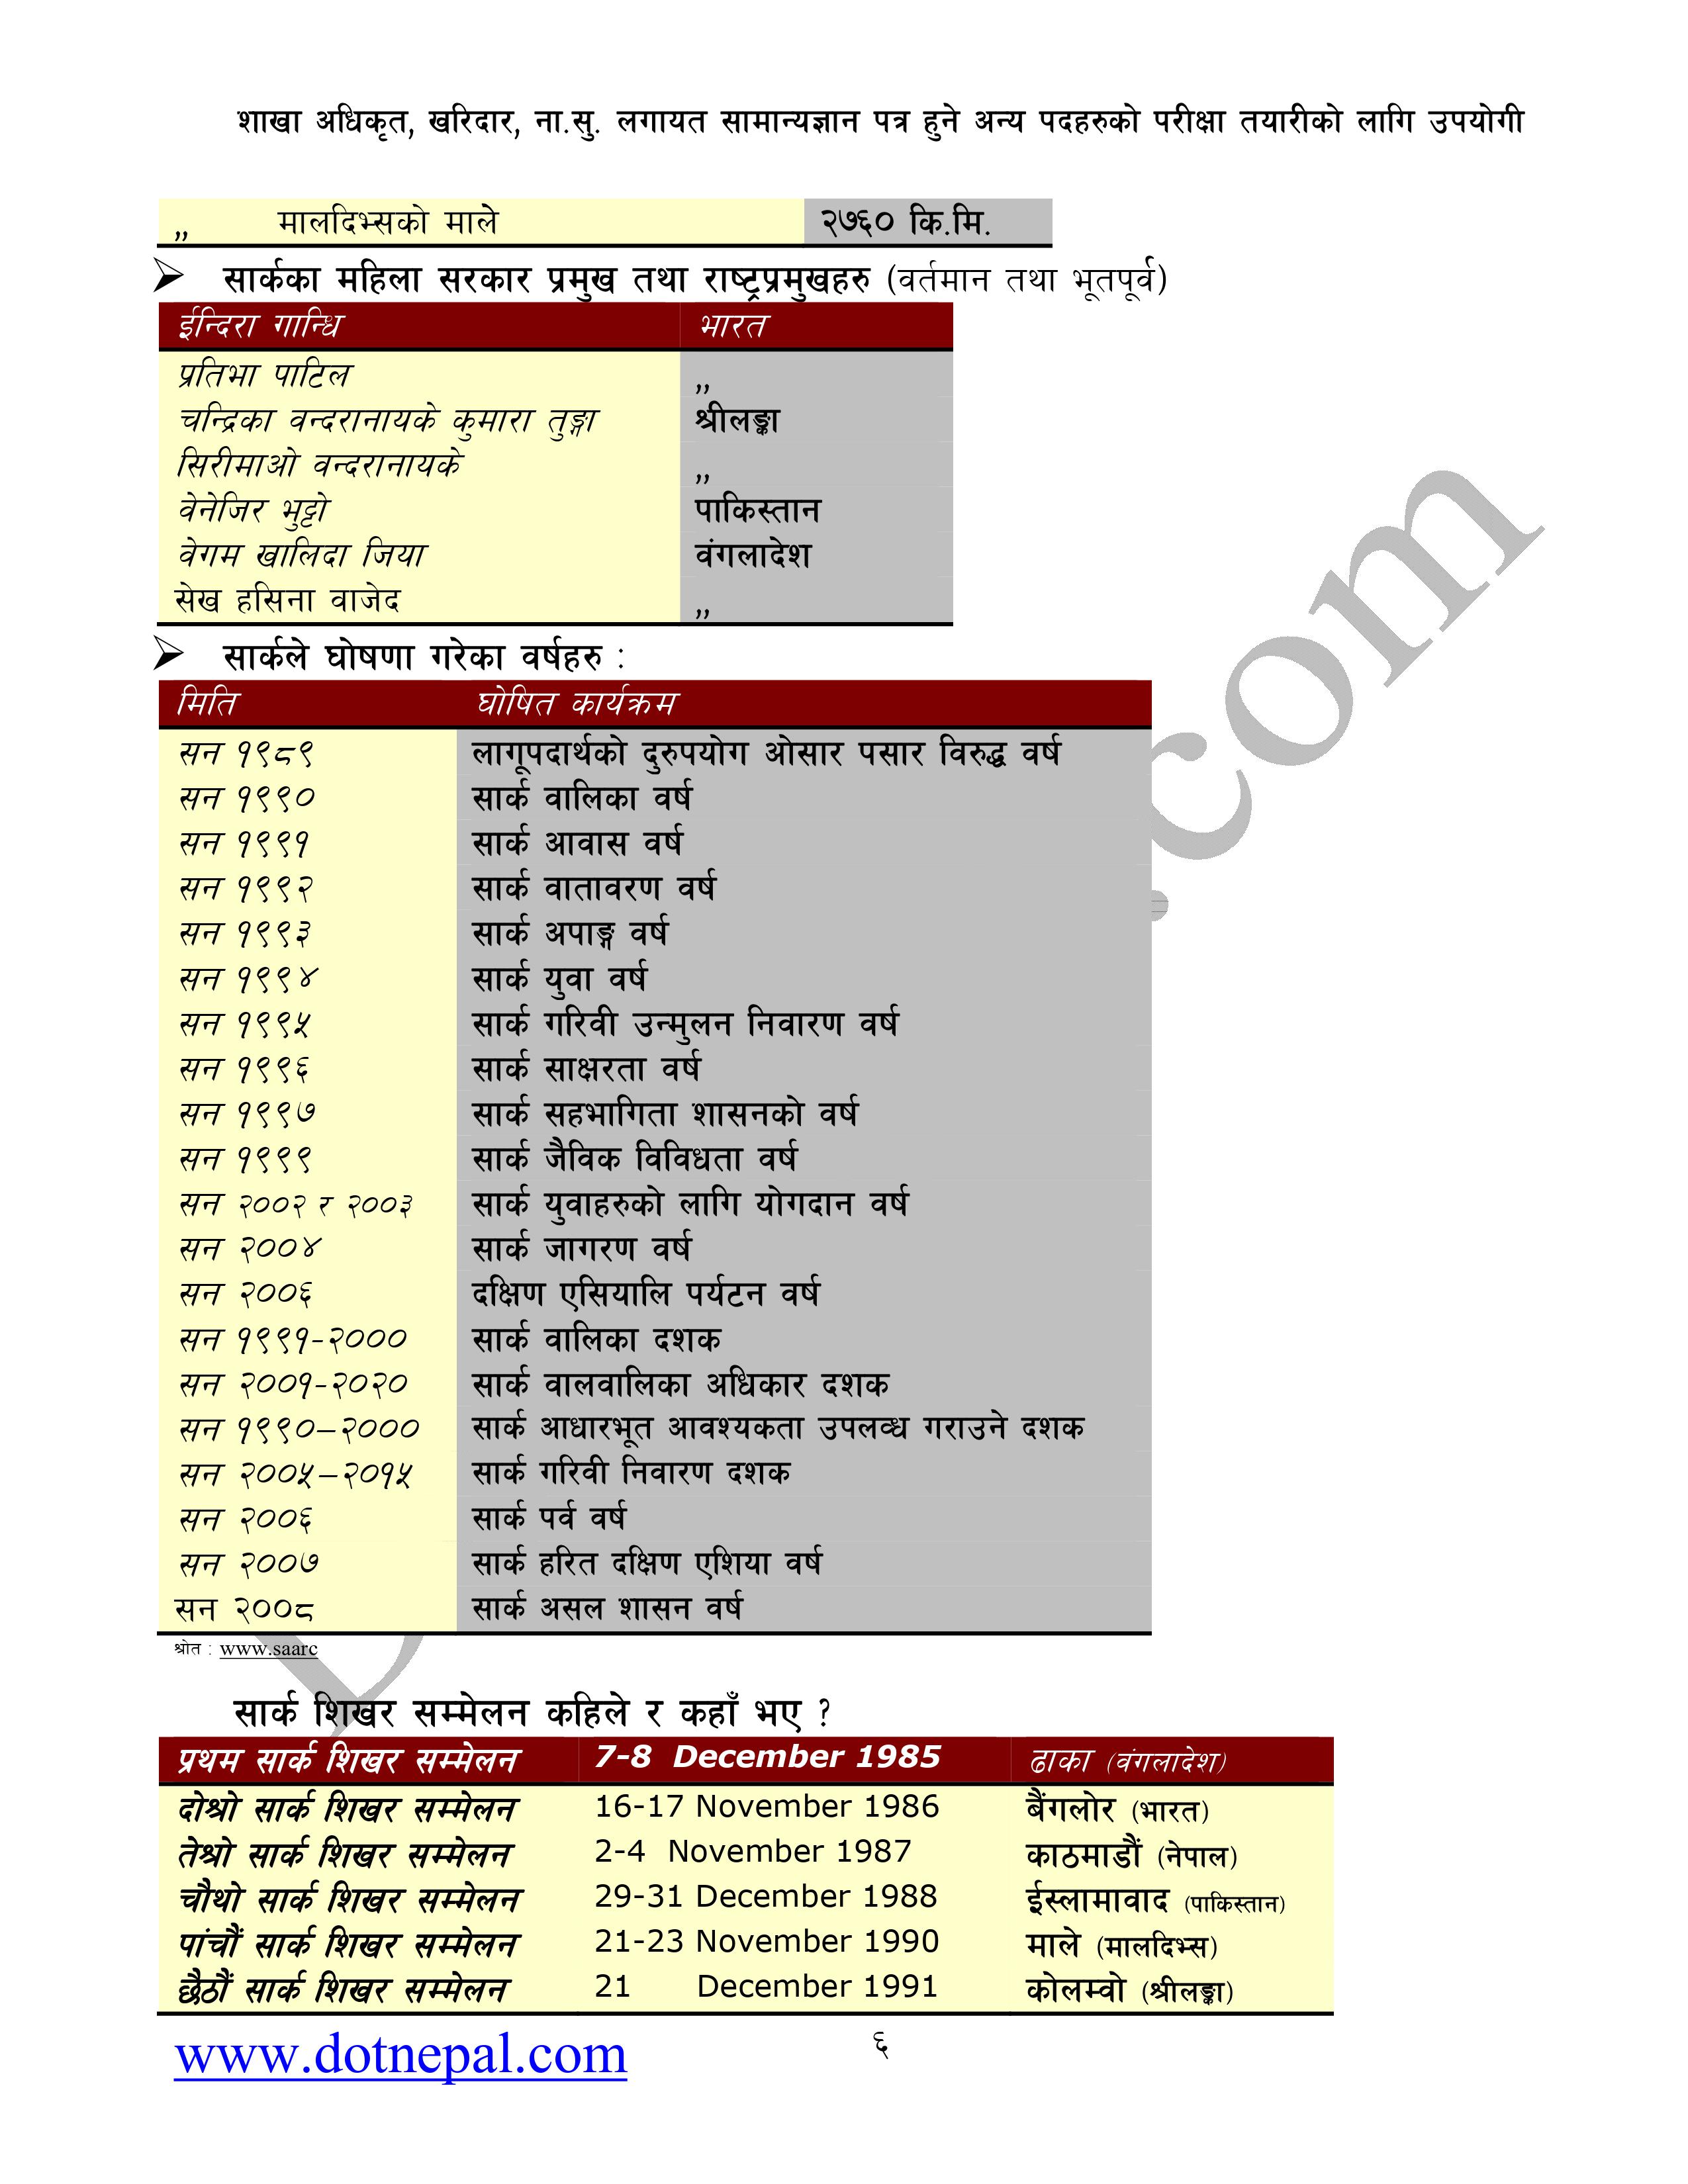 शाखा अधिकृत, खरिदार, ना.सु. लगायत सामान्यज्ञान पत्र हुने अन्य पदहरुको परीक्षा तयारीको लागि उपयोगी
,, मालदिभ्सको माले २७६० कि.मि.
➢ सार्कका महिला सरकार प्रमुख तथा राष्ट्रप्रमुखहरु (वर्तमान तथा भूतपूर्व)
ईन्दिरा गान्धि भारत
प्रतिभा पाटिल ,,
चन्द्रिका वन्दरानायके कुमारा तुङ्गा श्रीलङ्का
सिरीमाओ वन्दरानायके ,,
वेनेजिर भुट्टो पाकिस्तान
वेगम खालिदा जिया वंगलादेश
सेख हसिना वाजेद ,,
➢ सार्कले घोषणा गरेका वर्षहरु :
मिति घोषित कार्यक्रम
सन १९८९ लागूपदार्थको दुरुपयोग ओसार पसार विरुद्ध वर्ष
सन १९९० सार्क वालिका वर्ष
सन १९९१ सार्क आवास वर्ष
सन १९९२ सार्क वातावरण वर्ष
सन १९९३ सार्क अपाङ्ग वर्ष
सन १९९४ सार्क युवा वर्ष
सन १९९५ सार्क गरिवी उन्मुलन निवारण वर्ष
सन १९९६ सार्क साक्षरता वर्ष
सन १९९७ सार्क सहभागिता शासनको वर्ष
सन १९९९ सार्क जैविक विविधता वर्ष
सन २००२ र २००३ सार्क युवाहरुको लागि योगदान वर्ष
सन २००४ सार्क जागरण वर्ष
सन २००६ दक्षिण एसियालि पर्यटन वर्ष
सन १९९१-२००० सार्क वालिका दशक
सन २००१-२०२० सार्क वालवालिका अधिकार दशक
सन १९९०–२००० सार्क आधारभूत आवश्यकता उपलव्ध गराउने दशक
सन २००५–२०१५ सार्क गरिवी निवारण दशक
सन २००६ सार्क पर्व वर्ष
सन २००७ सार्क हरित दक्षिण एशिया वर्ष
सन २००८ सार्क असल शासन वर्ष
श्रोत : www.saarc
सार्क शिखर सम्मेलन कहिले र कहाँ भए ?
प्रथम सार्क शिखर सम्मेलन 7-8 December 1985 ढाका (वंगलादेश)
दोश्रो सार्क शिखर सम्मेलन 16-17 November 1986 बैंगलोर (भारत)
तेश्रो सार्क शिखर सम्मेलन 2-4 November 1987 काठमाडौं (नेपाल)
चौथो सार्क शिखर सम्मेलन 29-31 December 1988 ईस्लामावाद (पाकिस्तान)
पांचौं सार्क शिखर सम्मेलन 21-23 November 1990 माले (मालदिभ्स)
छैठौं सार्क शिखर सम्मेलन 21 December 1991 कोलम्वो (श्रीलङ्का)
www.dotnepal.com ६
.com